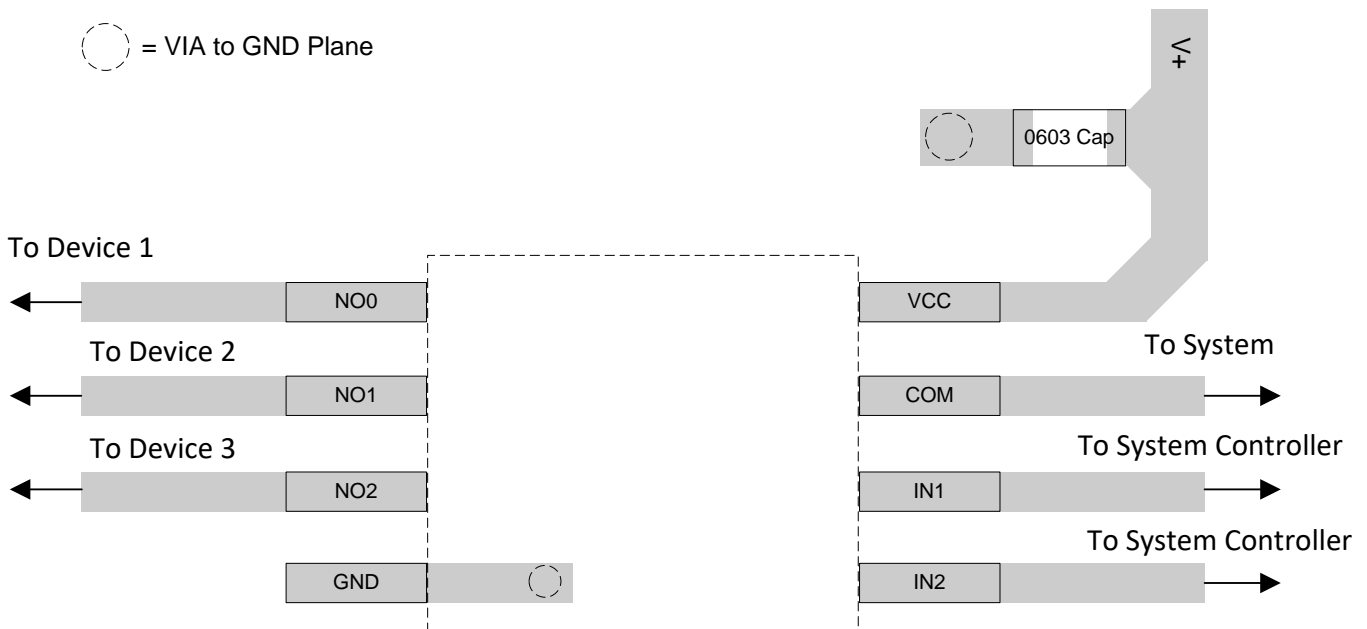 = VIA to GND Plane
V+
0603 Cap
To Device 1
NO0
VCC
To Device 2
To System
NO1
COM
To Device 3
To System Controller
NO2
IN1
To System Controller
GND
IN2